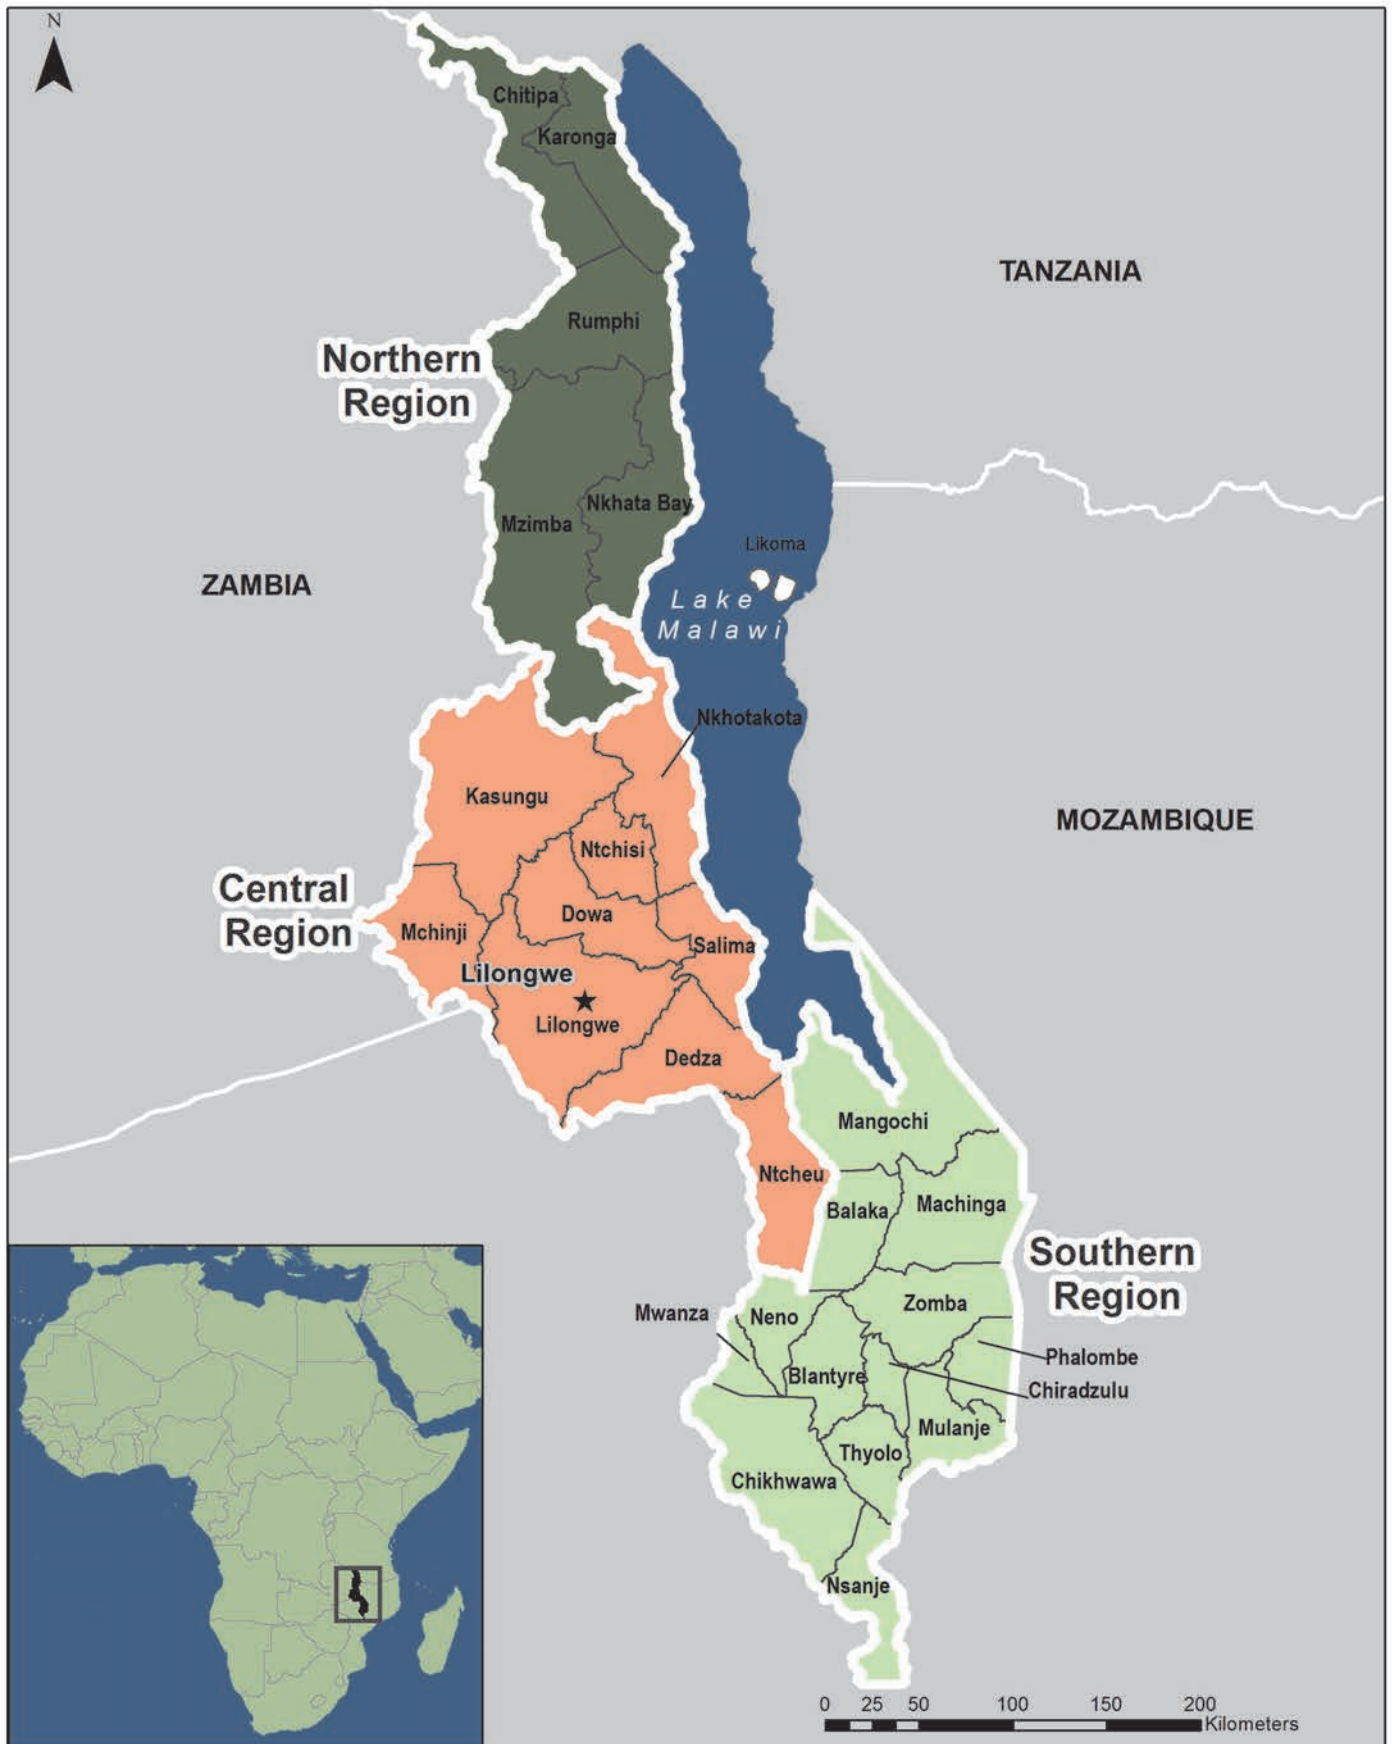 N
Chitipa
Karonga
TANZANIA
Rumphi
Northern
Region
Nkhata Bay
Mzimba
Likoma
ZAMBIA
Lake
Malawi
Nkhotakota
Kasungu
MOZAMBIQUE
Ntchisi
Central
Region
Dowa
Mchinji
Salima
Lilongwe
Lilongwe
Dedza
Mangochi
Ntcheu
Balaka
Machinga
Southern
Region
Zomba
Mwanza
Neno
Phalombe
Blantyre
Chiradzulu
Mulanje
Thyolo
Chikhwawa
Nsanje
0 25 50 100 150 200
Kilometers